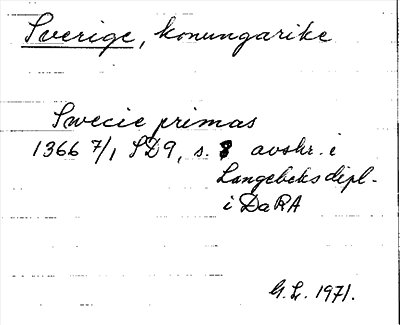 Sverige, konungarike
Swecie primas
1366 7/1 SD9, s. 8 avskr. i
Langebeks dipl.
i DaRA
G.L. 1971.